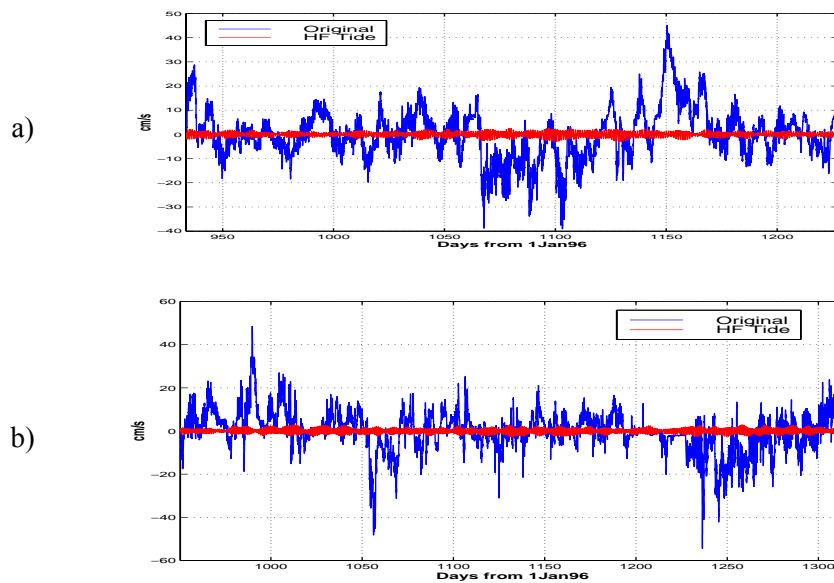 a)
50
40
30
20
10
0
−10
−20
−30
−40
cm/s
Original
HF Tide
950 1000 1050 1100 1150 1200
Days from 1Jan96
b)
60
40
20
0
−20
−40
−60
cm/s
Original
HF Tide
1000 1050 1100 1150 1200 1250 1300
Days from 1Jan96